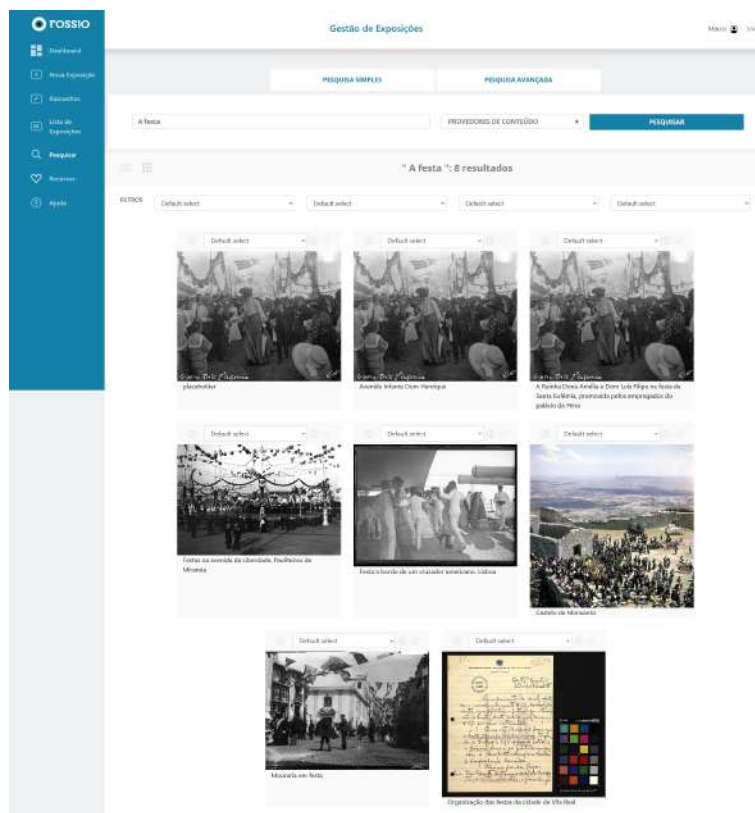 rossio
Gestão de Exposições
Dashboard
Nova Exposição
Rascunhos
Lista de
Exposições
Pesquisar
Recursos
Ajuda
PESQUISA SIMPLES
PESQUISA AVANÇADA
A festa
PROVEDORES DE CONTEÚDO
PESQUISAR
" A festa ": 8 resultados
FILTROS
Default select
Default select
Default select
Default select
Default select
Default select
Default select
placeholder
Avenida Infante Dom Henrique
A Rainha Dona Amélia e Dom Luís Filipe na festa de
Santa Eufémia, promovida pelos empregados do
palácio da Pena
Default select
Default select
Default select
Festas na avenida da Liberdade. Pauliteiros de
Miranda
Festa a bordo de um cruzador americano. Lisboa
Castelo de Monsanto
Default select
Default select
Mouraria em festa
Organização das festas da cidade de Vila Real